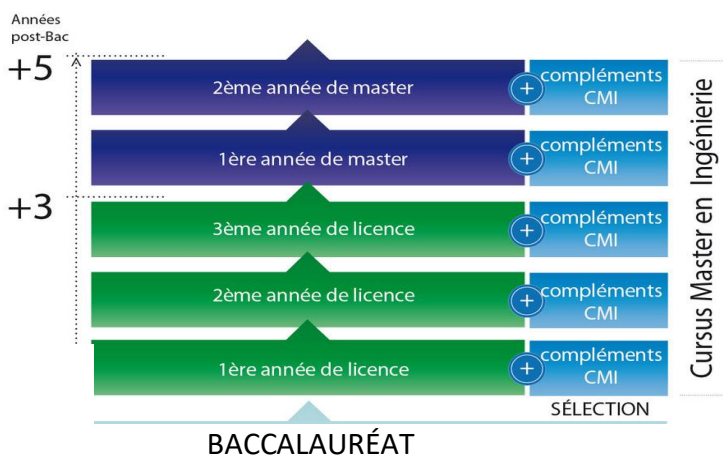 Années
post-Bac
+5
2ème année de master
+
compléments
CMI
1ère année de master
+
compléments
CMI
+3
3ème année de licence
+
compléments
CMI
2ème année de licence
+
compléments
CMI
1ère année de licence
+
compléments
CMI
SÉLECTION
BACCALAURÉAT
Cursus Master en Ingénierie